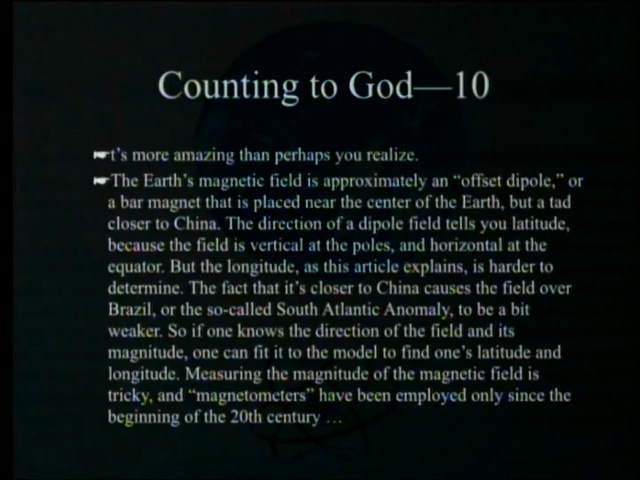 Counting to God—10
t's more amazing than perhaps you realize.
The Earth's magnetic field is approximately an “offset dipole,” or
a bar magnet that is placed near the center of the Earth, but a tad
closer to China. The direction of a dipole field tells you latitude,
because the field is vertical at the poles, and horizontal at the
equator. But the longitude, as this article explains, is harder to
determine. The fact that it's closer to China causes the field over
Brazil, or the so-called South Atlantic Anomaly, to be a bit
weaker. So if one knows the direction of the field and its
magnitude, one can fit it to the model to find one's latitude and
longitude. Measuring the magnitude of the magnetic field is
tricky, and “magnetometers” have been employed only since the
beginning of the 20th century …